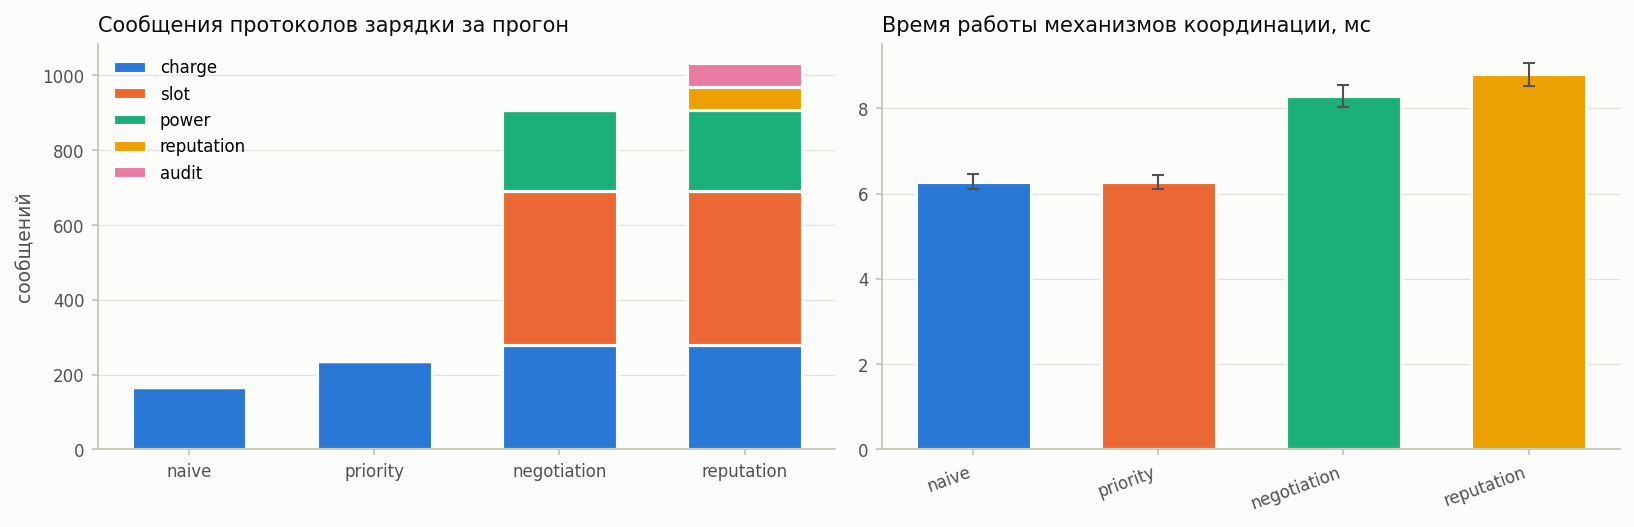 Сообщения протоколов зарядки за прогон
charge
slot
power
reputation
audit
сообщений
1000
800
600
400
200
0
naive
priority
negotiation
reputation
Время работы механизмов координации, мс
8
6
4
2
0
naive
priority
negotiation
reputation